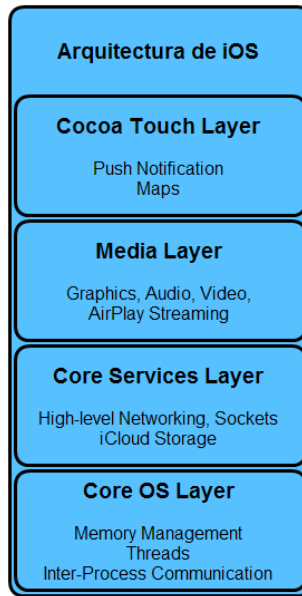 Arquitectura de iOS
Cocoa Touch Layer
Push Notification
Maps
Media Layer
Graphics, Audio, Video,
AirPlay Streaming
Core Services Layer
High-level Networking, Sockets
iCloud Storage
Core OS Layer
Memory Management
Threads
Inter-Process Communication